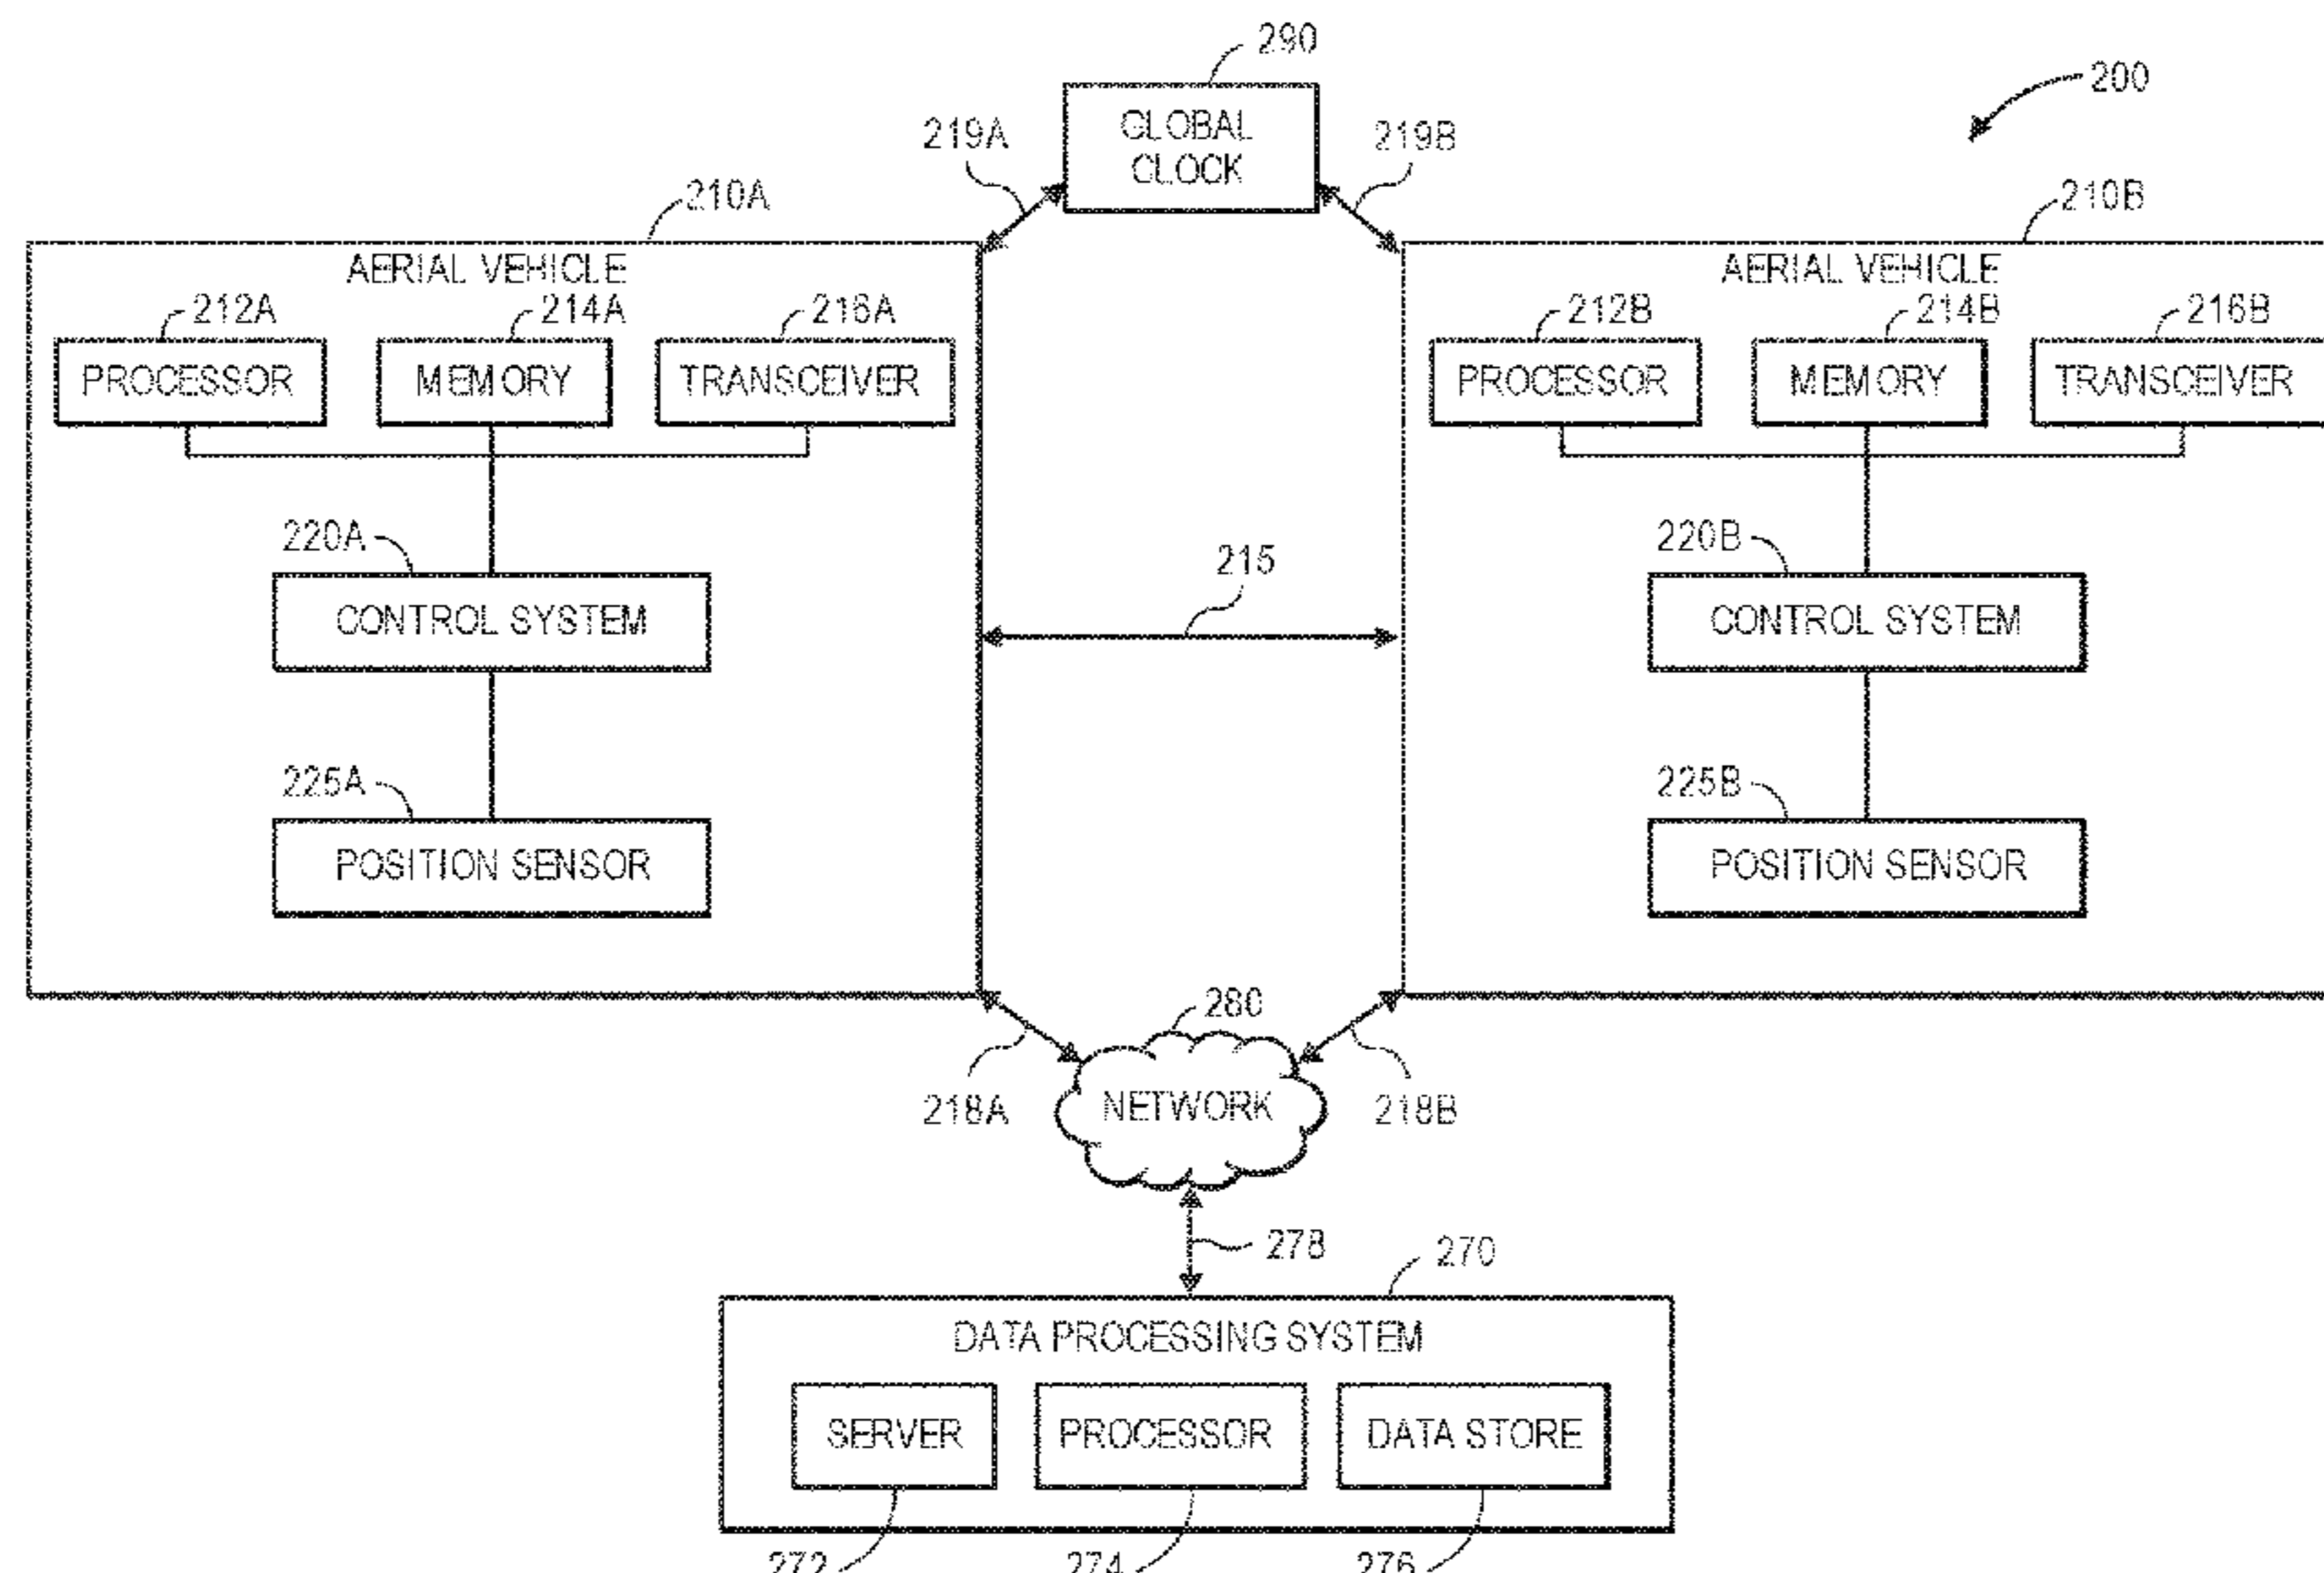 290
200
GLOBAL
CLOCK
219A
219B
210A
210B
AERIAL VEHICLE
212A
214A
216A
PROCESSOR
MEMORY
TRANSCEIVER
220A
CONTROL SYSTEM
225A
POSITION SENSOR
215
AERIAL VEHICLE
212B
214B
216B
PROCESSOR
MEMORY
TRANSCEIVER
220B
CONTROL SYSTEM
225B
POSITION SENSOR
280
218A
NETWORK
218B
278
270
DATA PROCESSING SYSTEM
SERVER
PROCESSOR
DATA STORE
272
274
276